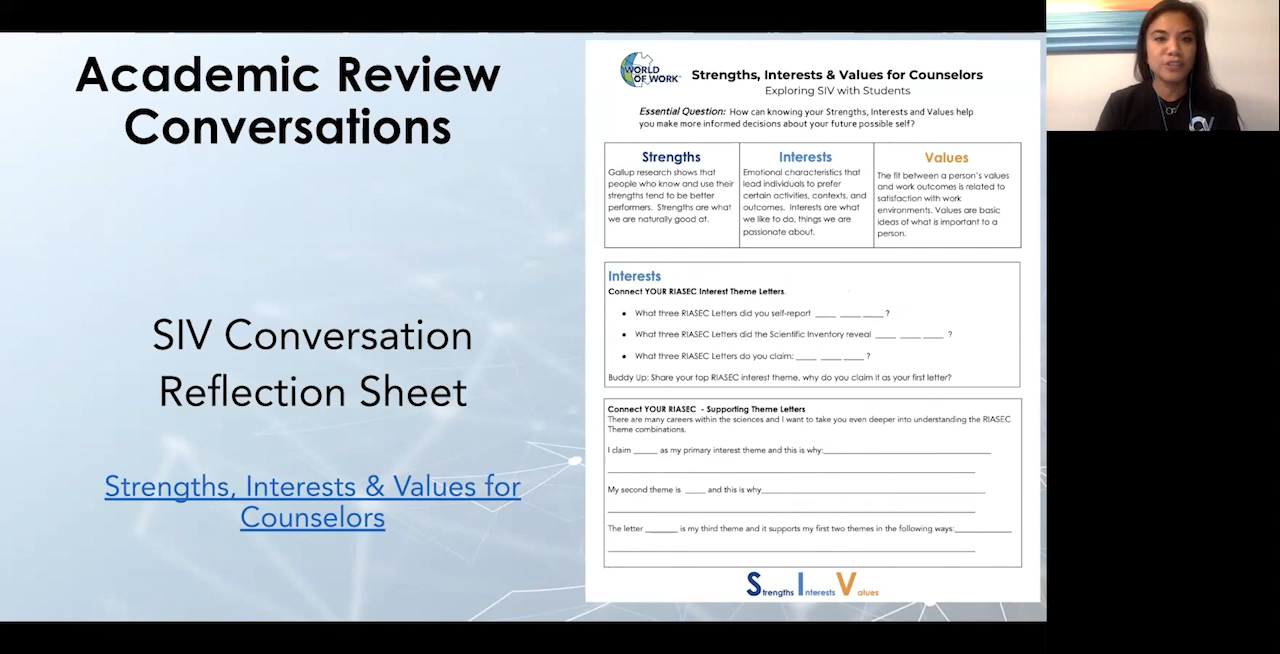 Academic Review
Conversations
SIV Conversation
Reflection Sheet
Strengths, Interests & Values for
Counselors
WORLD
OF WORK
Strengths, Interests & Values for Counselors
Exploring SIV with Students
Essential Question: How can knowing your Strengths, Interests and Values help
you make more informed decisions about your future possible self?
Strengths
Gallup research shows that
people who know and use their
strengths tend to be better
performers. Strengths are what
we are naturally good at.
Interests
Emotional characteristics that
lead individuals to prefer
certain activities, contexts, and
outcomes. Interests are what
we like to do, things we are
passionate about.
Values
The fit between a person's values
and work outcomes is related to
satisfaction with work
environments. Values are basic
ideas of what is important to a
person.
Interests
Connect YOUR RIASEC Interest Theme Letters.
• What three RIASEC Letters did you self-report ____ ____ ____ ?
• What three RIASEC Letters did the Scientific Inventory reveal ____ ____ ____ ?
• What three RIASEC Letters do you claim: ____ ____ ____ ?
Buddy Up: Share your top RIASEC interest theme, why do you claim it as your first letter?
Connect YOUR RIASEC - Supporting Theme Letters
There are many careers within the sciences and I want to take you even deeper into understanding the RIASEC
Theme combinations.
I claim _____ as my primary interest theme and this is why:____________________
My second theme is _____ and this is why____________________
The letter _____ is my third theme and it supports my first two themes in the following ways:__________
Strengths Interests Values